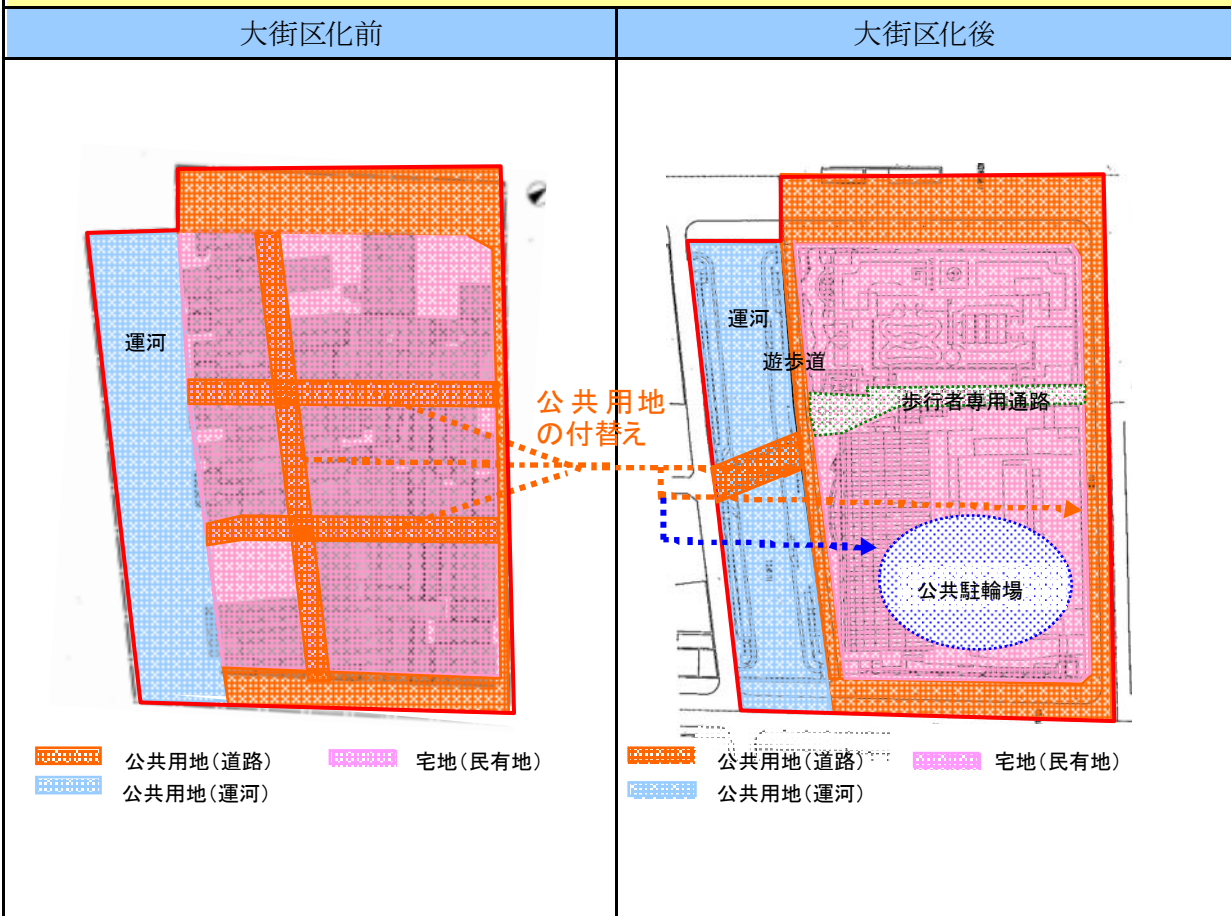 大街区化前
大街区化後
運河
公共用地
の付替え
運河
遊歩道
歩行者専用通路
公共駐輪場
公共用地(道路)
宅地(民有地)
公共用地(運河)
公共用地(道路)
宅地(民有地)
公共用地(運河)